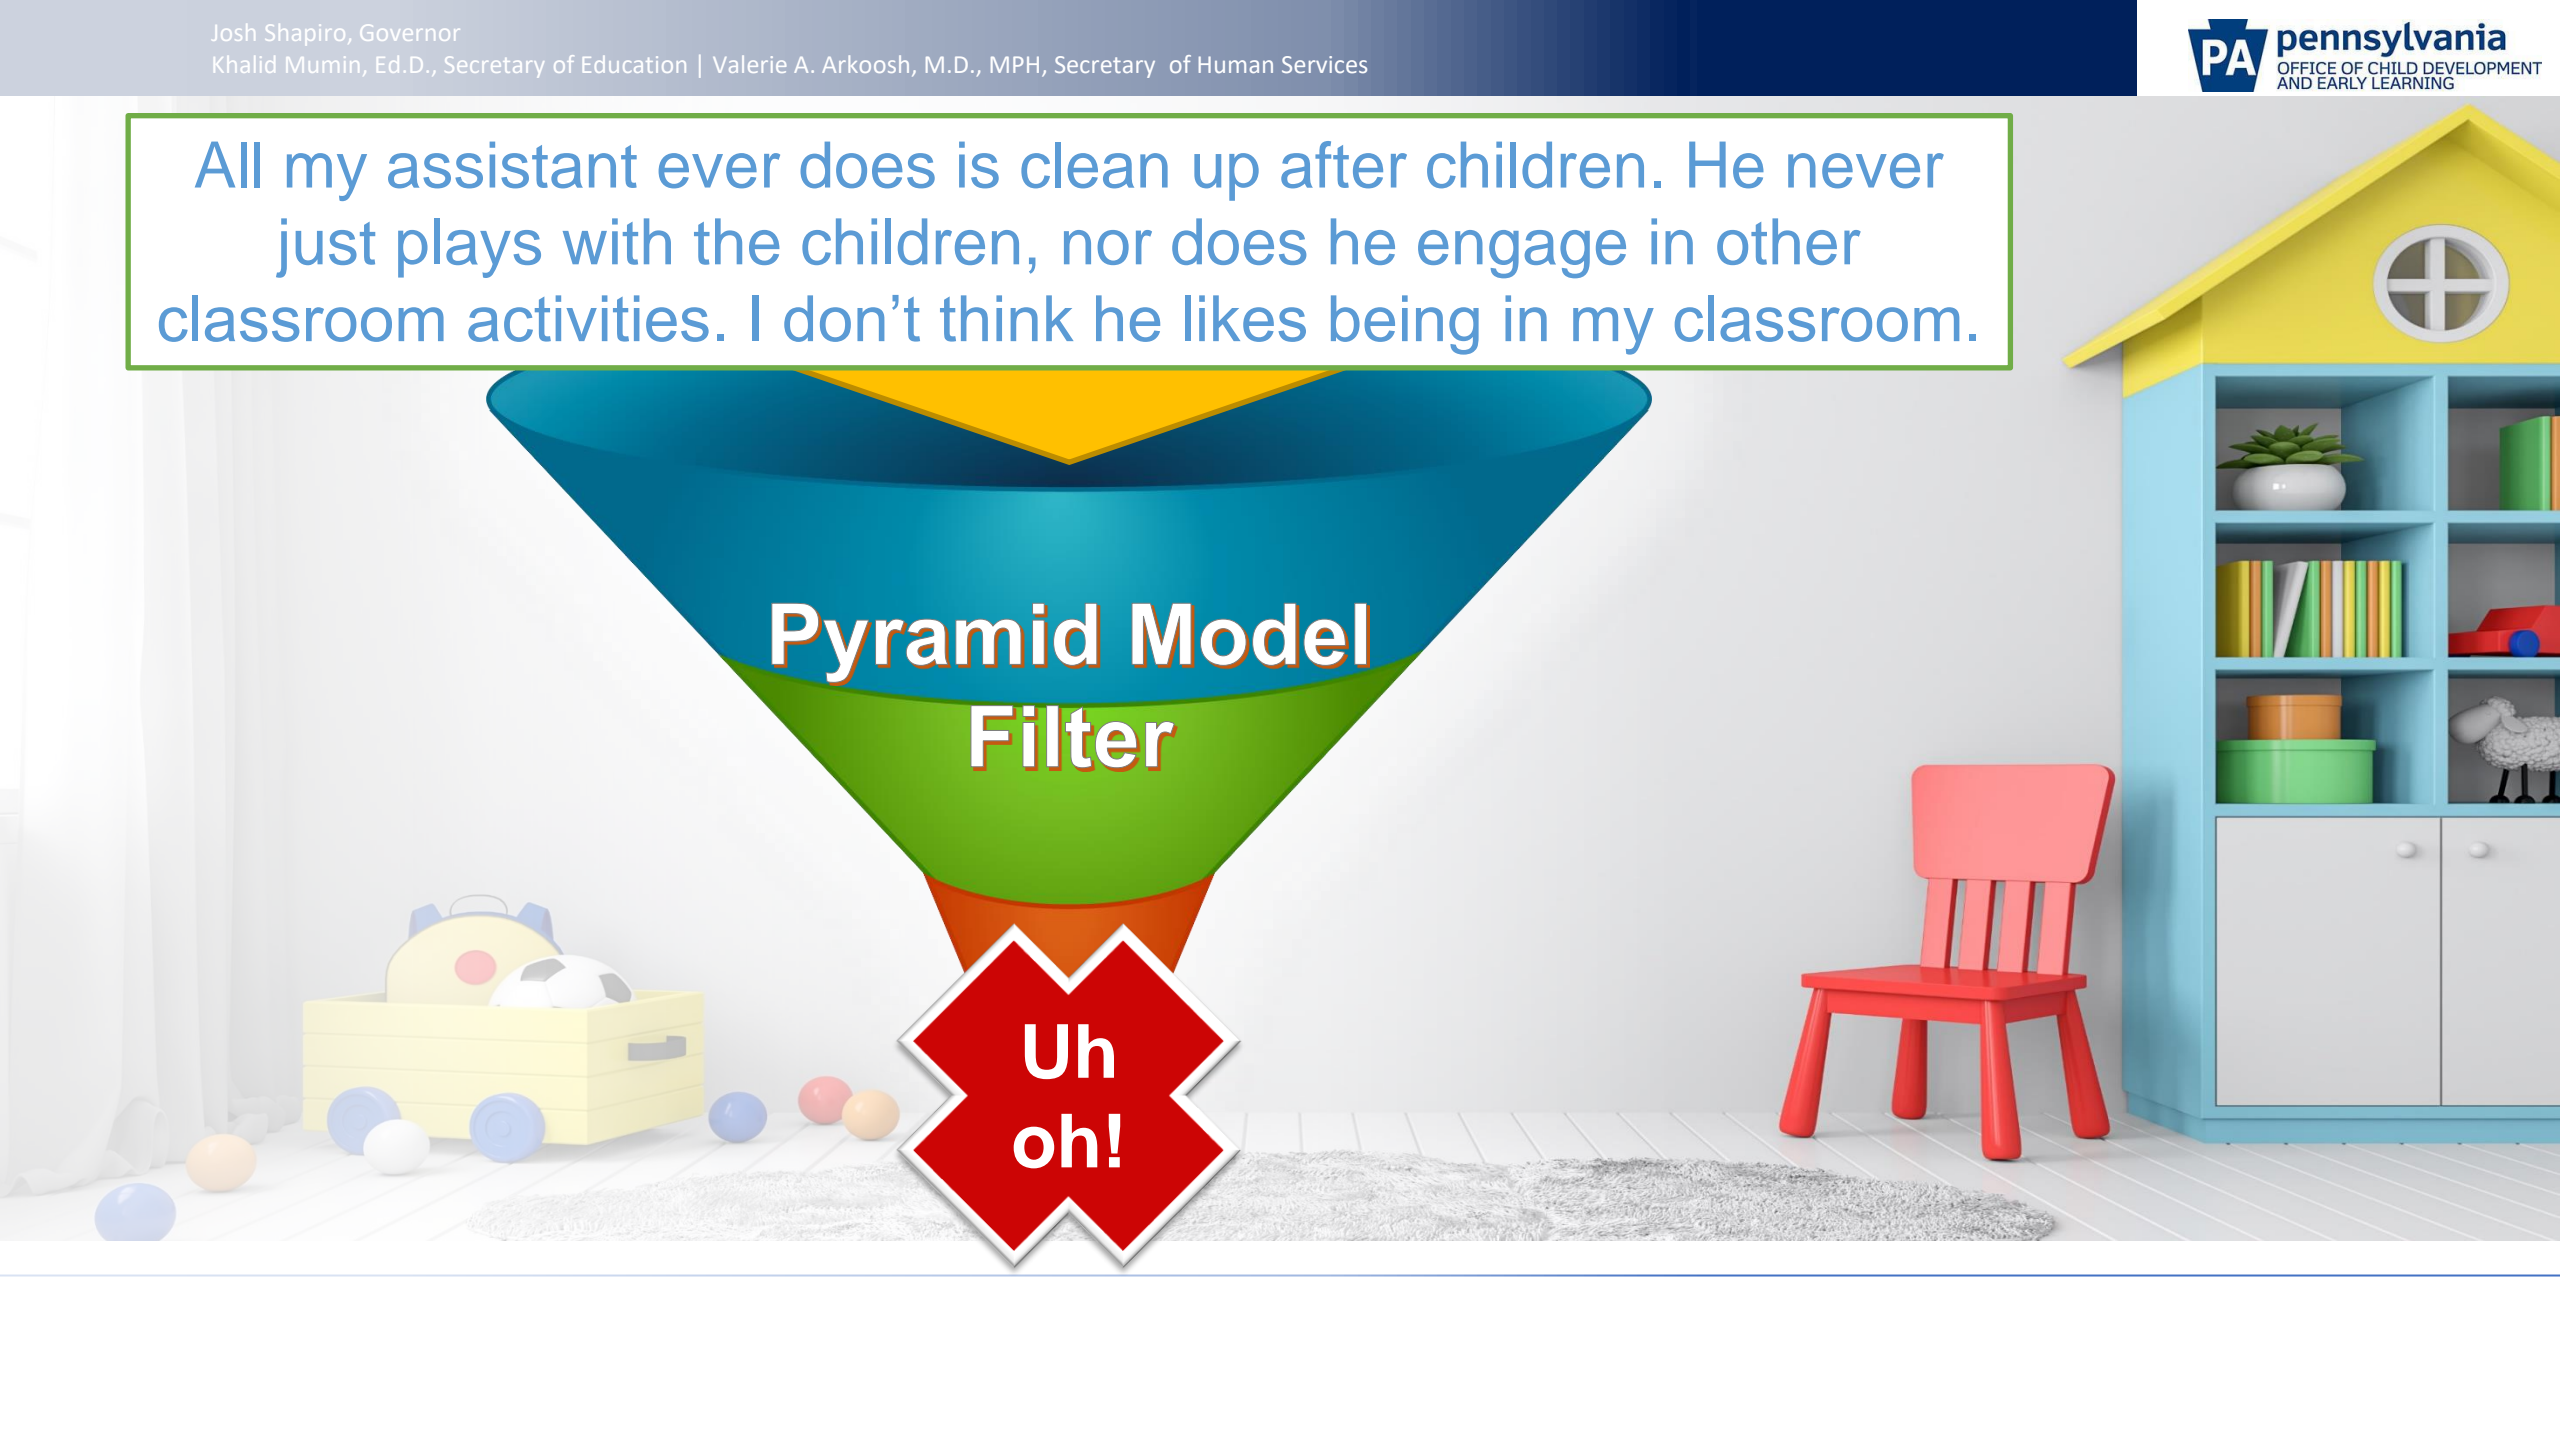 Josh Shapiro, Governor
Khalid Mumin, Ed.D., Secretary of Education | Valerie A. Arkoosh, M.D., MPH, Secretary of Human Services
PA
pennsylvania
OFFICE OF CHILD DEVELOPMENT
AND EARLY LEARNING
All my assistant ever does is clean up after children. He never
just plays with the children, nor does he engage in other
classroom activities. I don’t think he likes being in my classroom.
Pyramid Model
Filter
Uh
oh!